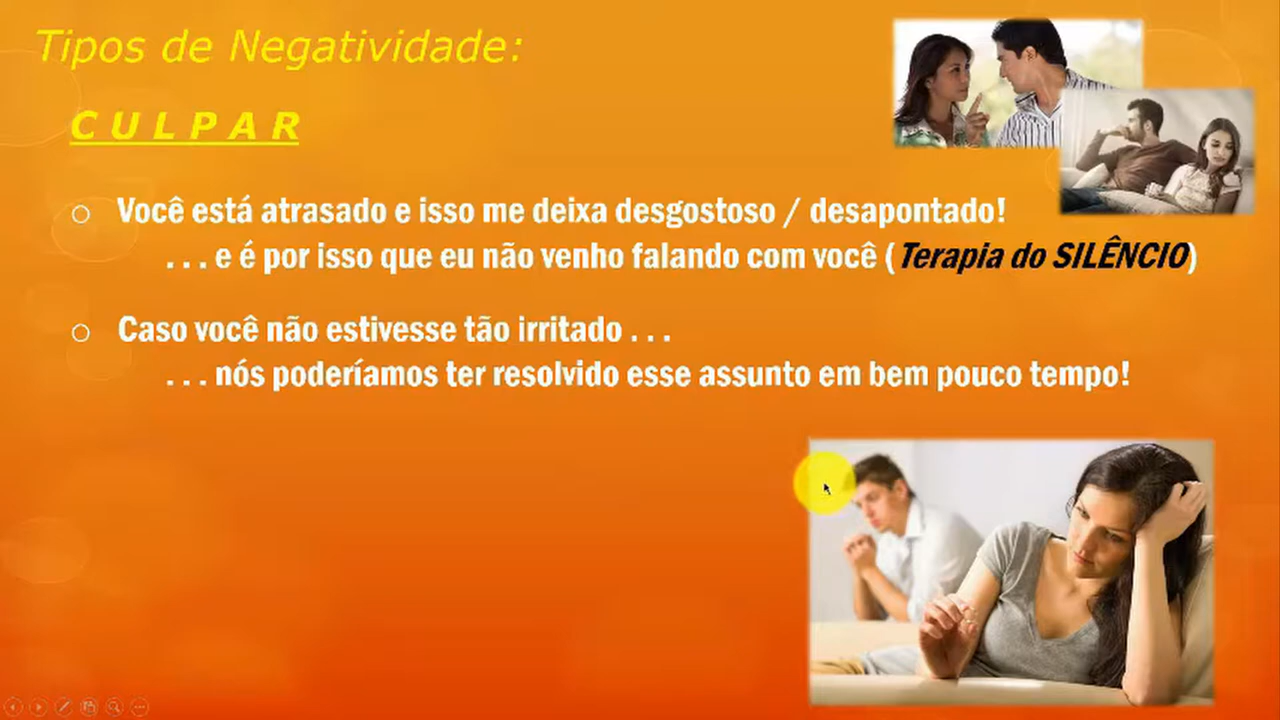 Tipos de Negatividade:
C U L P A R
Você está atrasado e isso me deixa desgostoso / desapontado!
. . . e é por isso que eu não venho falando com você (Terapia do SILÊNCIO)
Caso você não estivesse tão irritado . . .
. . . nós poderíamos ter resolvido esse assunto em bem pouco tempo!